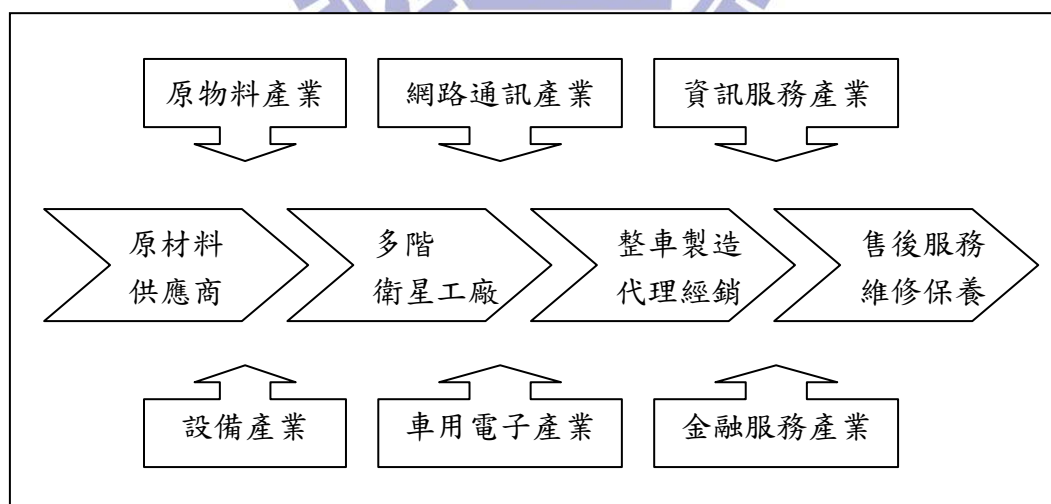 原物料產業
網路通訊產業
資訊服務產業
原材料
供應商
多階
衛星工廠
整車製造
代理經銷
售後服務
維修保養
設備產業
車用電子產業
金融服務產業